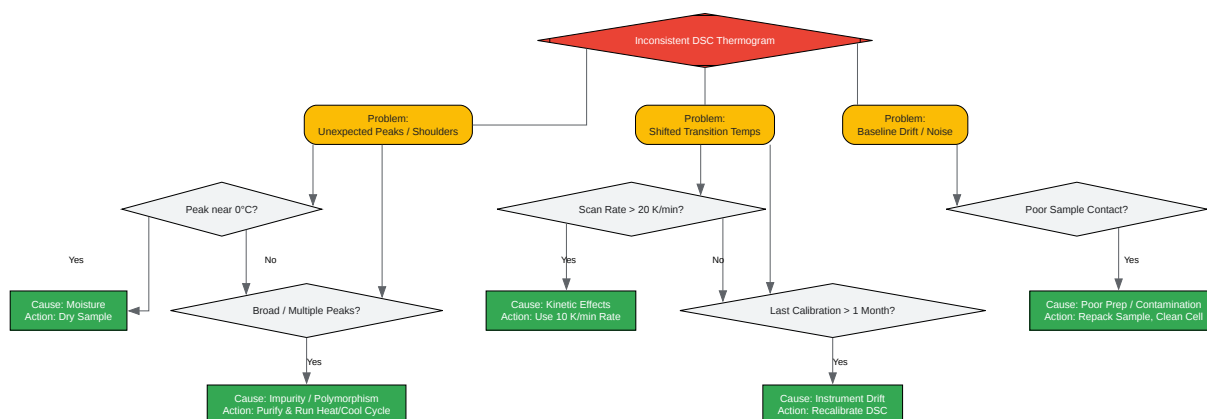 Inconsistent DSC Thermogram
Problem:
Unexpected Peaks / Shoulders
Problem:
Shifted Transition Temps
Problem:
Baseline Drift / Noise
Peak near 0°C?
Scan Rate > 20 K/min?
Poor Sample Contact?
Yes
No
Yes
No
Yes
Cause: Moisture
Action: Dry Sample
Broad / Multiple Peaks?
Cause: Kinetic Effects
Action: Use 10 K/min Rate
Last Calibration > 1 Month?
Cause: Poor Prep / Contamination
Action: Repack Sample, Clean Cell
Yes
Yes
Cause: Impurity / Polymorphism
Action: Purify & Run Heat/Cool Cycle
Cause: Instrument Drift
Action: Recalibrate DSC